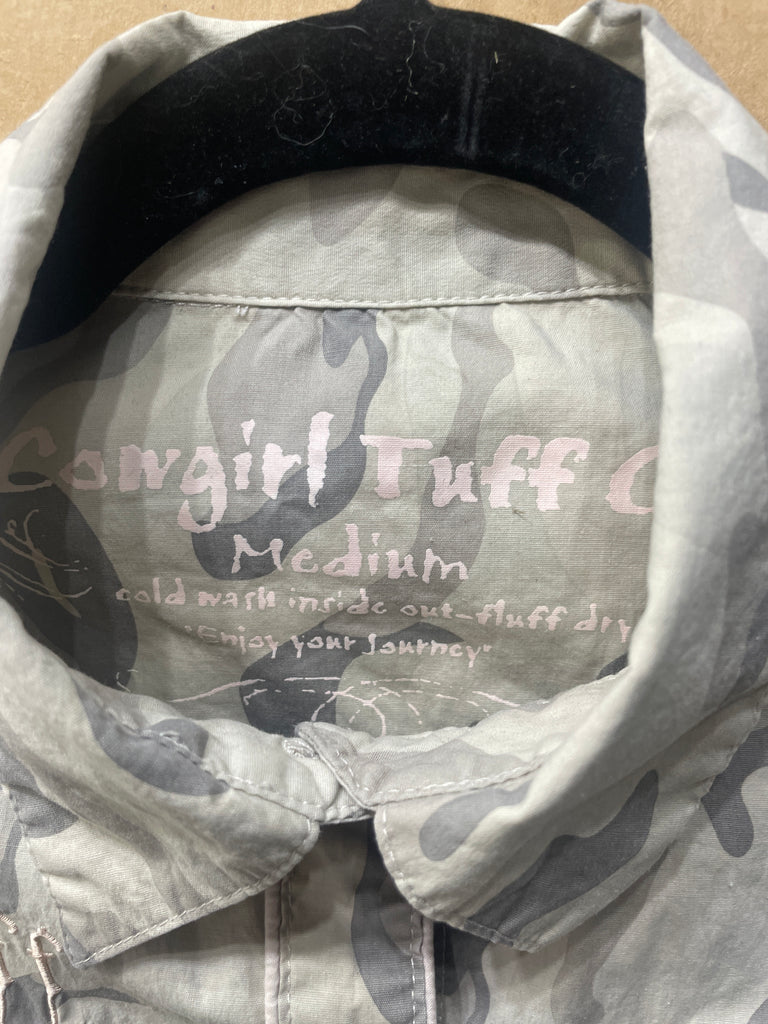 Cowgirl Tuff C
Medium
cold wash inside out-fluff dry
"Enjoy your Journey"